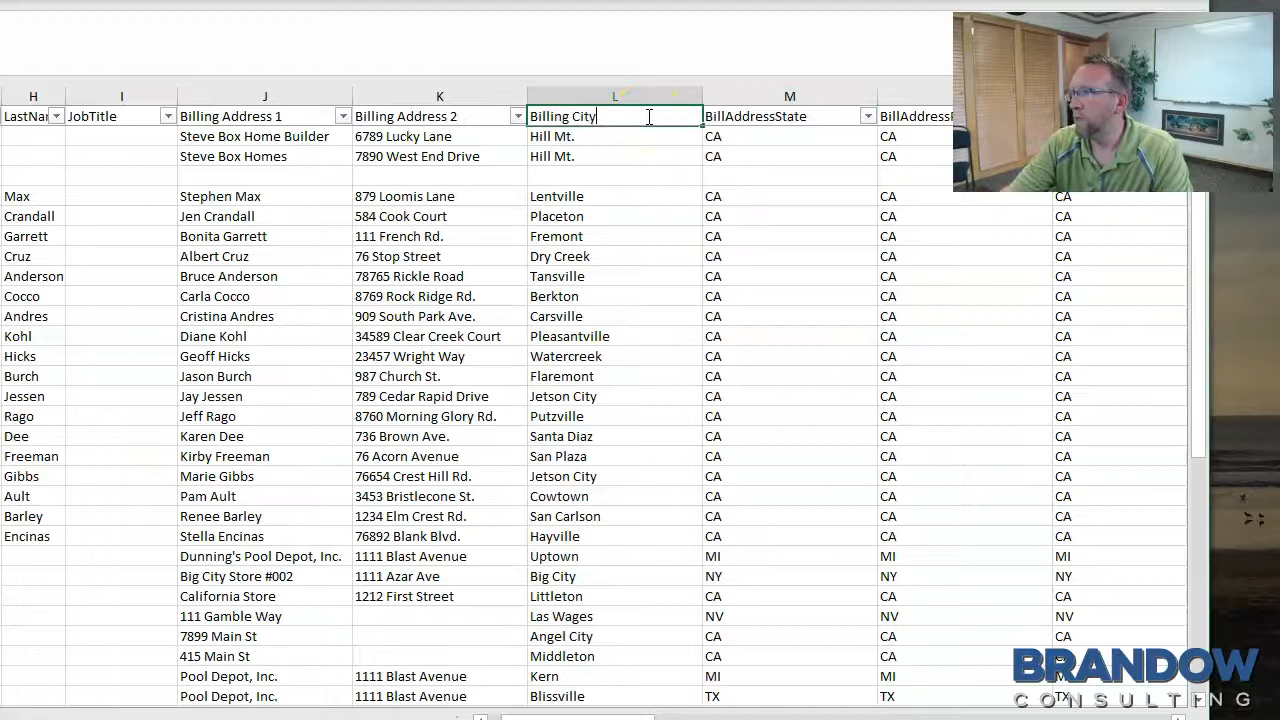 H I J K L M
LastNar JobTitle Billing Address 1 Billing Address 2 Billing City BillAddressState
Steve Box Home Builder 6789 Lucky Lane Hill Mt. CA CA
Steve Box Homes 7890 West End Drive Hill Mt. CA CA
Max Stephen Max 879 Loomis Lane Lentville CA CA CA
Crandall Jen Crandall 584 Cook Court Placeton CA CA CA
Garrett Bonita Garrett 111 French Rd. Fremont CA CA CA
Cruz Albert Cruz 76 Stop Street Dry Creek CA CA CA
Anderson Bruce Anderson 78765 Rickle Road Tansville CA CA CA
Cocco Carla Cocco 8769 Rock Ridge Rd. Berkton CA CA CA
Andres Cristina Andres 909 South Park Ave. Carsville CA CA CA
Kohl Diane Kohl 34589 Clear Creek Court Pleasantville CA CA CA
Hicks Geoff Hicks 23457 Wright Way Watercreek CA CA CA
Burch Jason Burch 987 Church St. Flaremont CA CA CA
Jessen Jay Jessen 789 Cedar Rapid Drive Jetson City CA CA CA
Rago Jeff Rago 8760 Morning Glory Rd. Putzville CA CA CA
Dee Karen Dee 736 Brown Ave. Santa Diaz CA CA CA
Freeman Kirby Freeman 76 Acorn Avenue San Plaza CA CA CA
Gibbs Marie Gibbs 76654 Crest Hill Rd. Jetson City CA CA CA
Ault Pam Ault 3453 Bristlecone St. Cowtown CA CA CA
Barley Renee Barley 1234 Elm Crest Rd. San Carlson CA CA CA
Encinas Stella Encinas 76892 Blank Blvd. Hayville CA CA CA
Dunning's Pool Depot, Inc. 1111 Blast Avenue Uptown MI MI MI
Big City Store #002 1111 Azar Ave Big City NY NY NY
California Store 1212 First Street Littleton CA CA CA
111 Gamble Way Las Wages NV NV NV
7899 Main St Angel City CA CA CA
415 Main St Middleton CA CA
Pool Depot, Inc. 1111 Blast Avenue Kern MI MI
Pool Depot, Inc. 1111 Blast Avenue Blissville TX TX TX
BRANDOW
CONSULTING